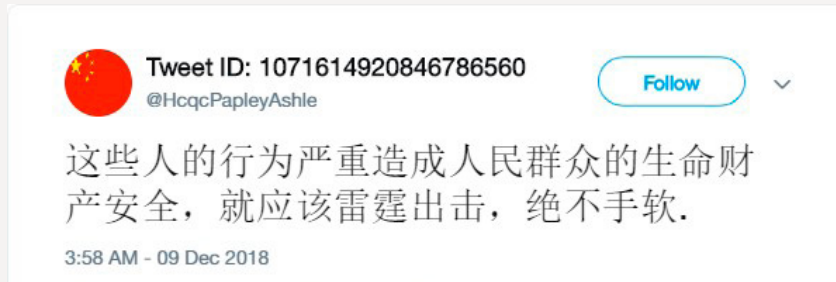 Tweet ID: 1071614920846786560
@HcqcPapleyAshle
Follow
这些人的行为严重造成人民群众的生命财
产安全，就应该雷霆出击，绝不手软.
3:58 AM - 09 Dec 2018